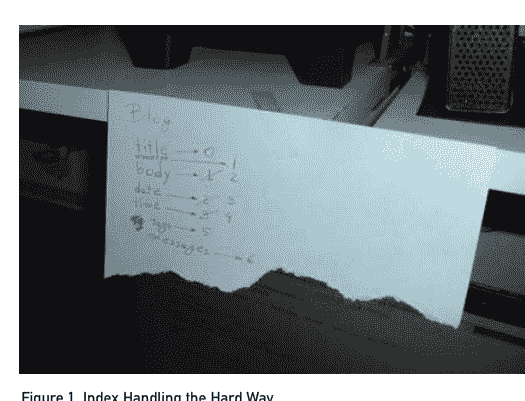 Blog
title → 0
→ 1
body → 1 2
date → 2 3
time → 3 4
tags → 5
messages → 6
Figure 1. Index Handling the Hard Way